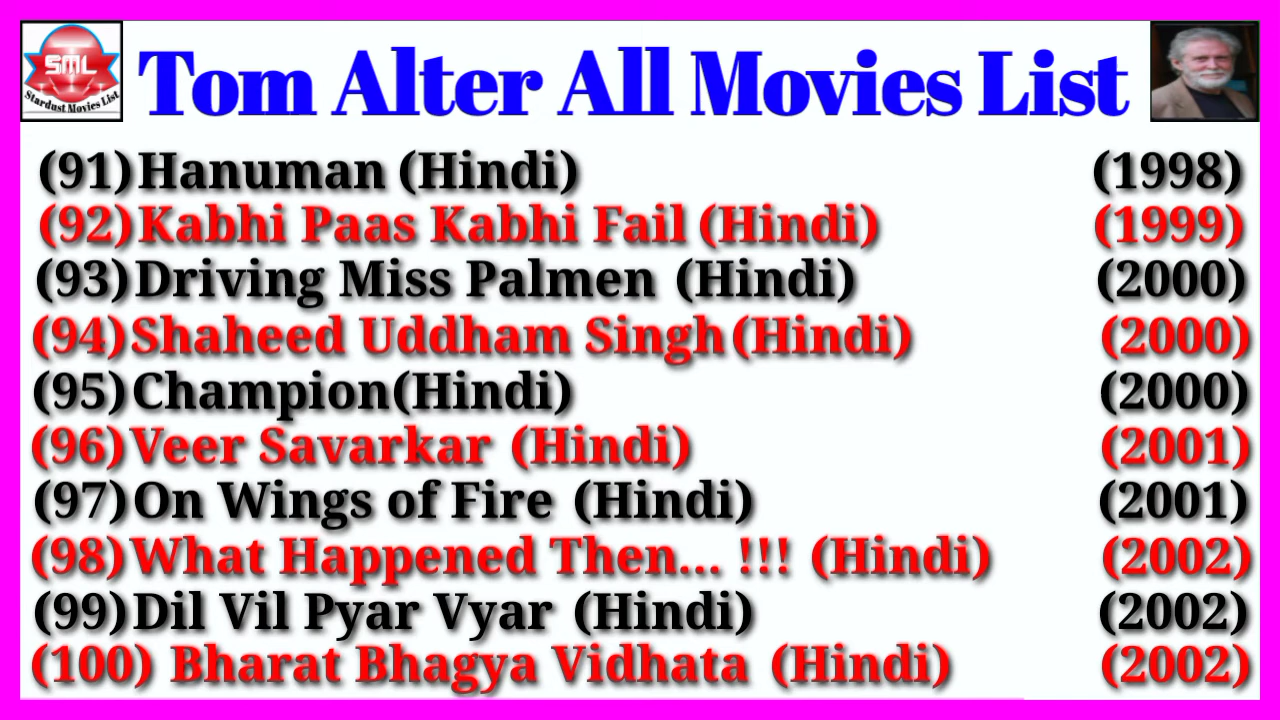 SML
Stardust Movies List
Tom Alter All Movies List
(91) Hanuman (Hindi) (1998)
(92) Kabhi Paas Kabhi Fail (Hindi) (1999)
(93) Driving Miss Palmen (Hindi) (2000)
(94) Shaheed Uddham Singh (Hindi) (2000)
(95) Champion(Hindi) (2000)
(96) Veer Savarkar (Hindi) (2001)
(97) On Wings of Fire (Hindi) (2001)
(98) What Happened Then... !!! (Hindi) (2002)
(99) Dil Vil Pyar Vyar (Hindi) (2002)
(100) Bharat Bhagya Vidhata (Hindi) (2002)